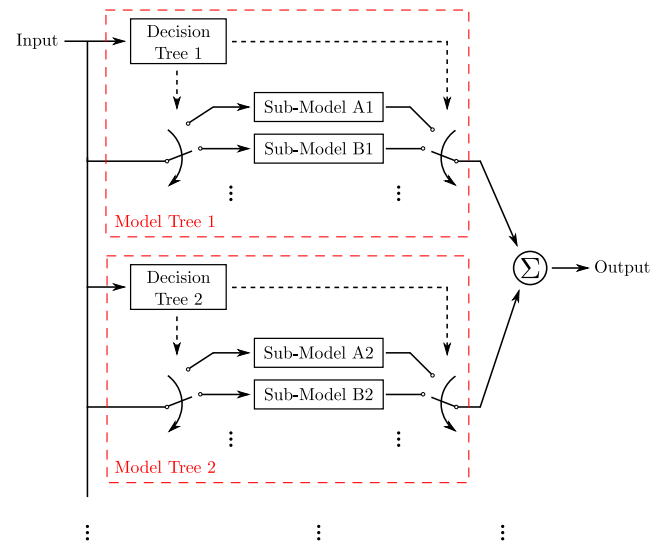 Input
Decision
Tree 1
Sub-Model A1
Sub-Model B1
Model Tree 1
Σ
Output
Decision
Tree 2
Sub-Model A2
Sub-Model B2
Model Tree 2